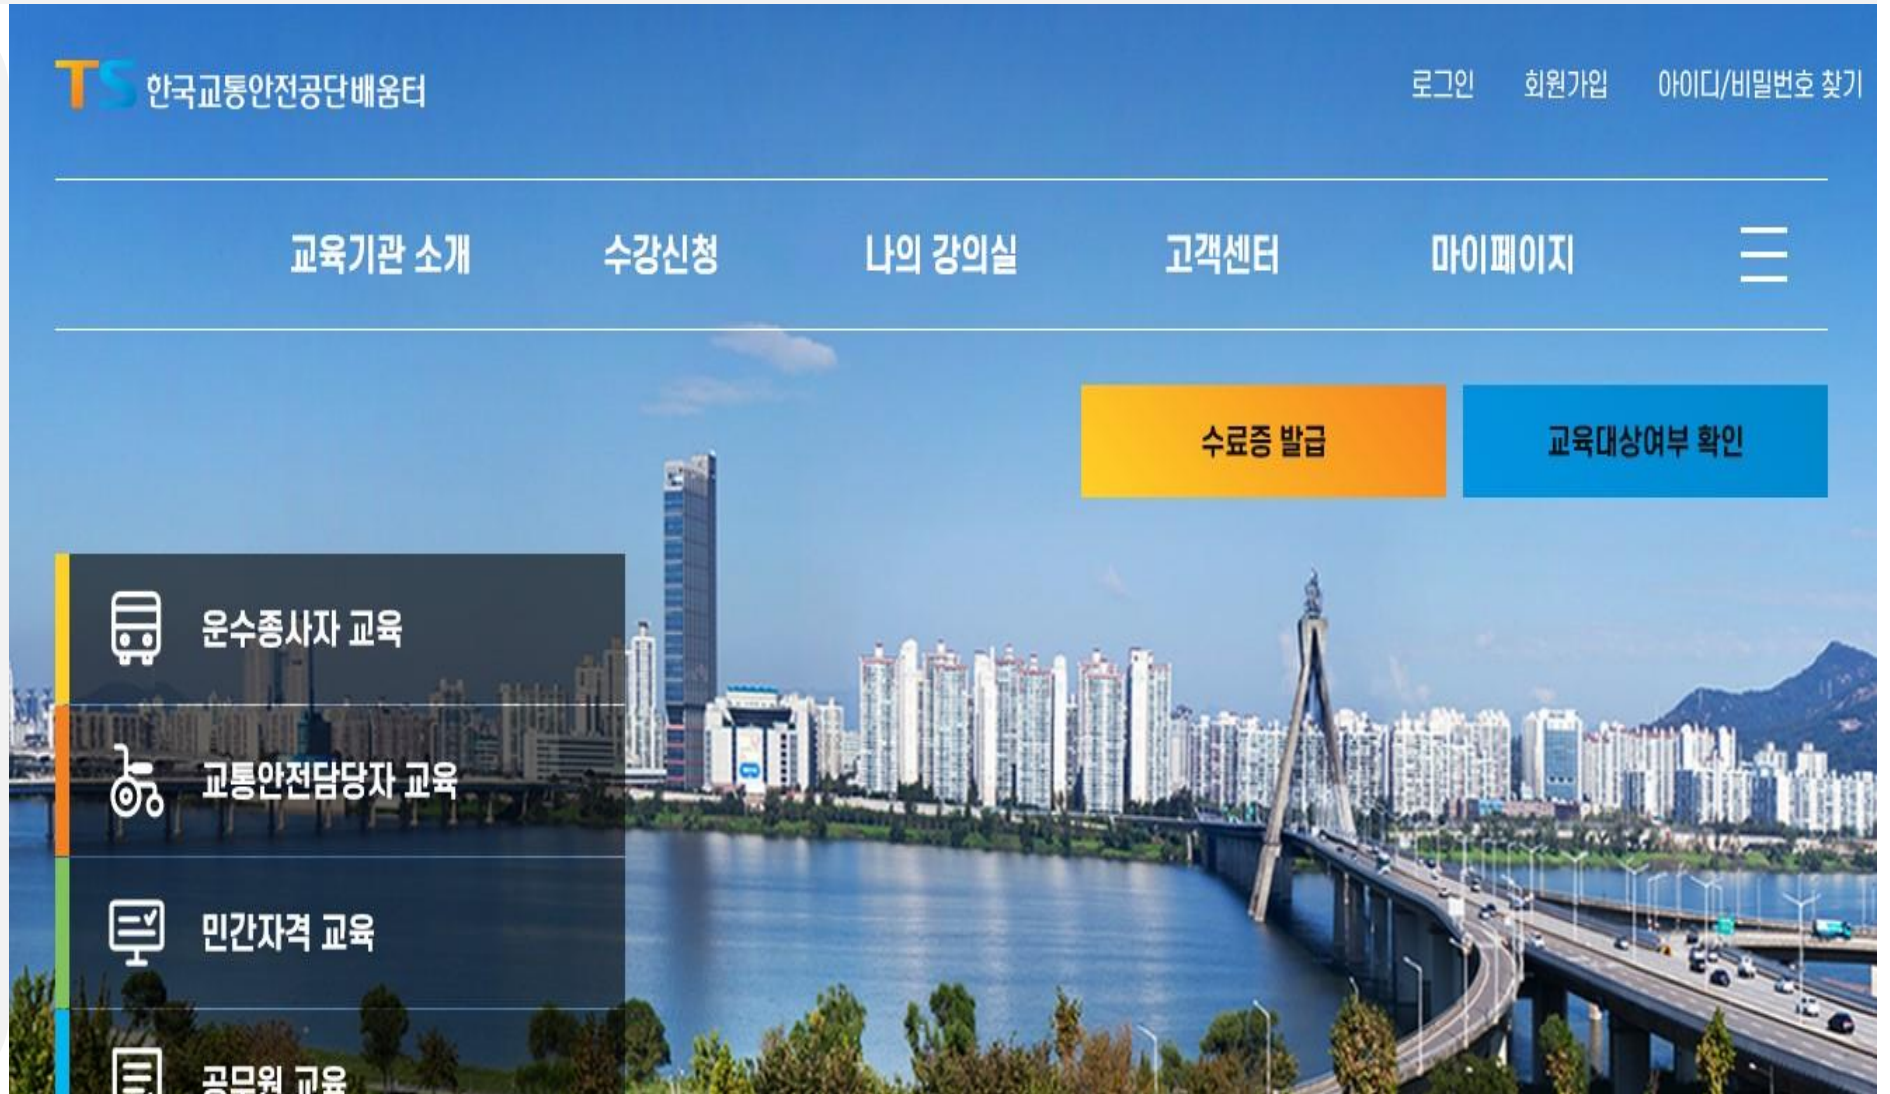 TS 한국교통안전공단배움터
로그인 회원가입 아이디/비밀번호 찾기
교육기관 소개 수강신청 나의 강의실 고객센터 마이페이지
수료증 발급 교육대상여부 확인
운수종사자 교육
교통안전담당자 교육
민간자격 교육
공무원 교육